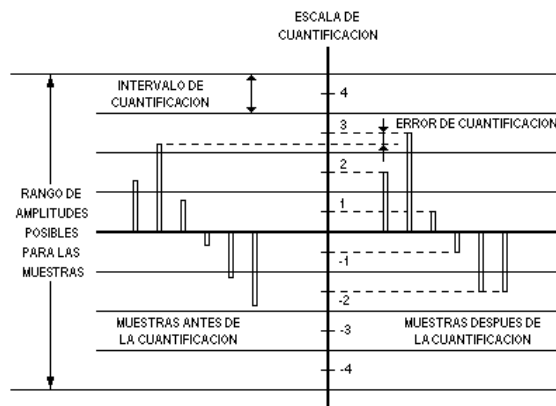 ESCALA DE
CUANTIFICACION
INTERVALO DE
CUANTIFICACION
4
3
ERROR DE CUANTIFICACION
2
RANGO DE
AMPLITUDES
POSIBLES
PARA LAS
MUESTRAS
1
-1
-2
MUESTRAS ANTES DE
LA CUANTIFICACION
-3
MUESTRAS DESPUES DE
LA CUANTIFICACION
-4